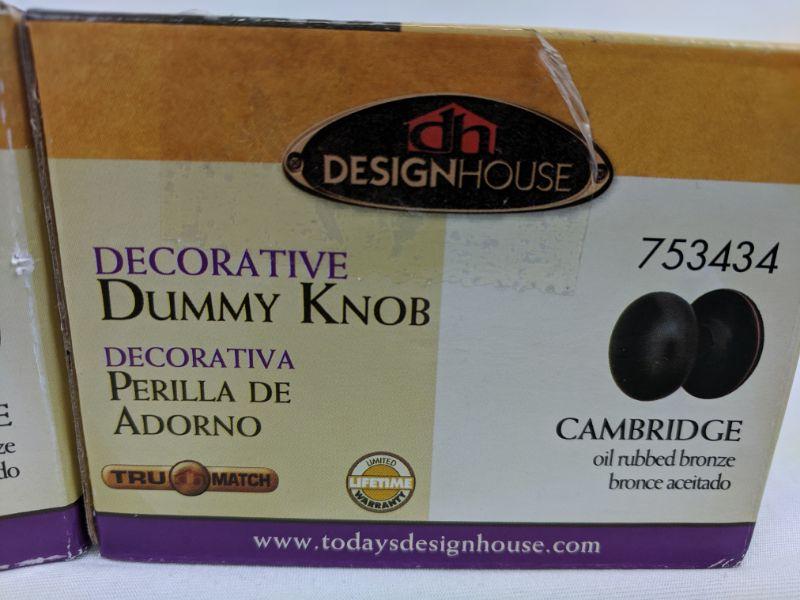 dh
DESIGNHOUSE
753434
DECORATIVE
DUMMY KNOB
DECORATIVA
PERILLA DE
ADORNO
CAMBRIDGE
oil rubbed bronze
bronce aceitado
TRU dh MATCH
LIMITED
LIFETIME
WARRANTY
www.todaysdesignhouse.com